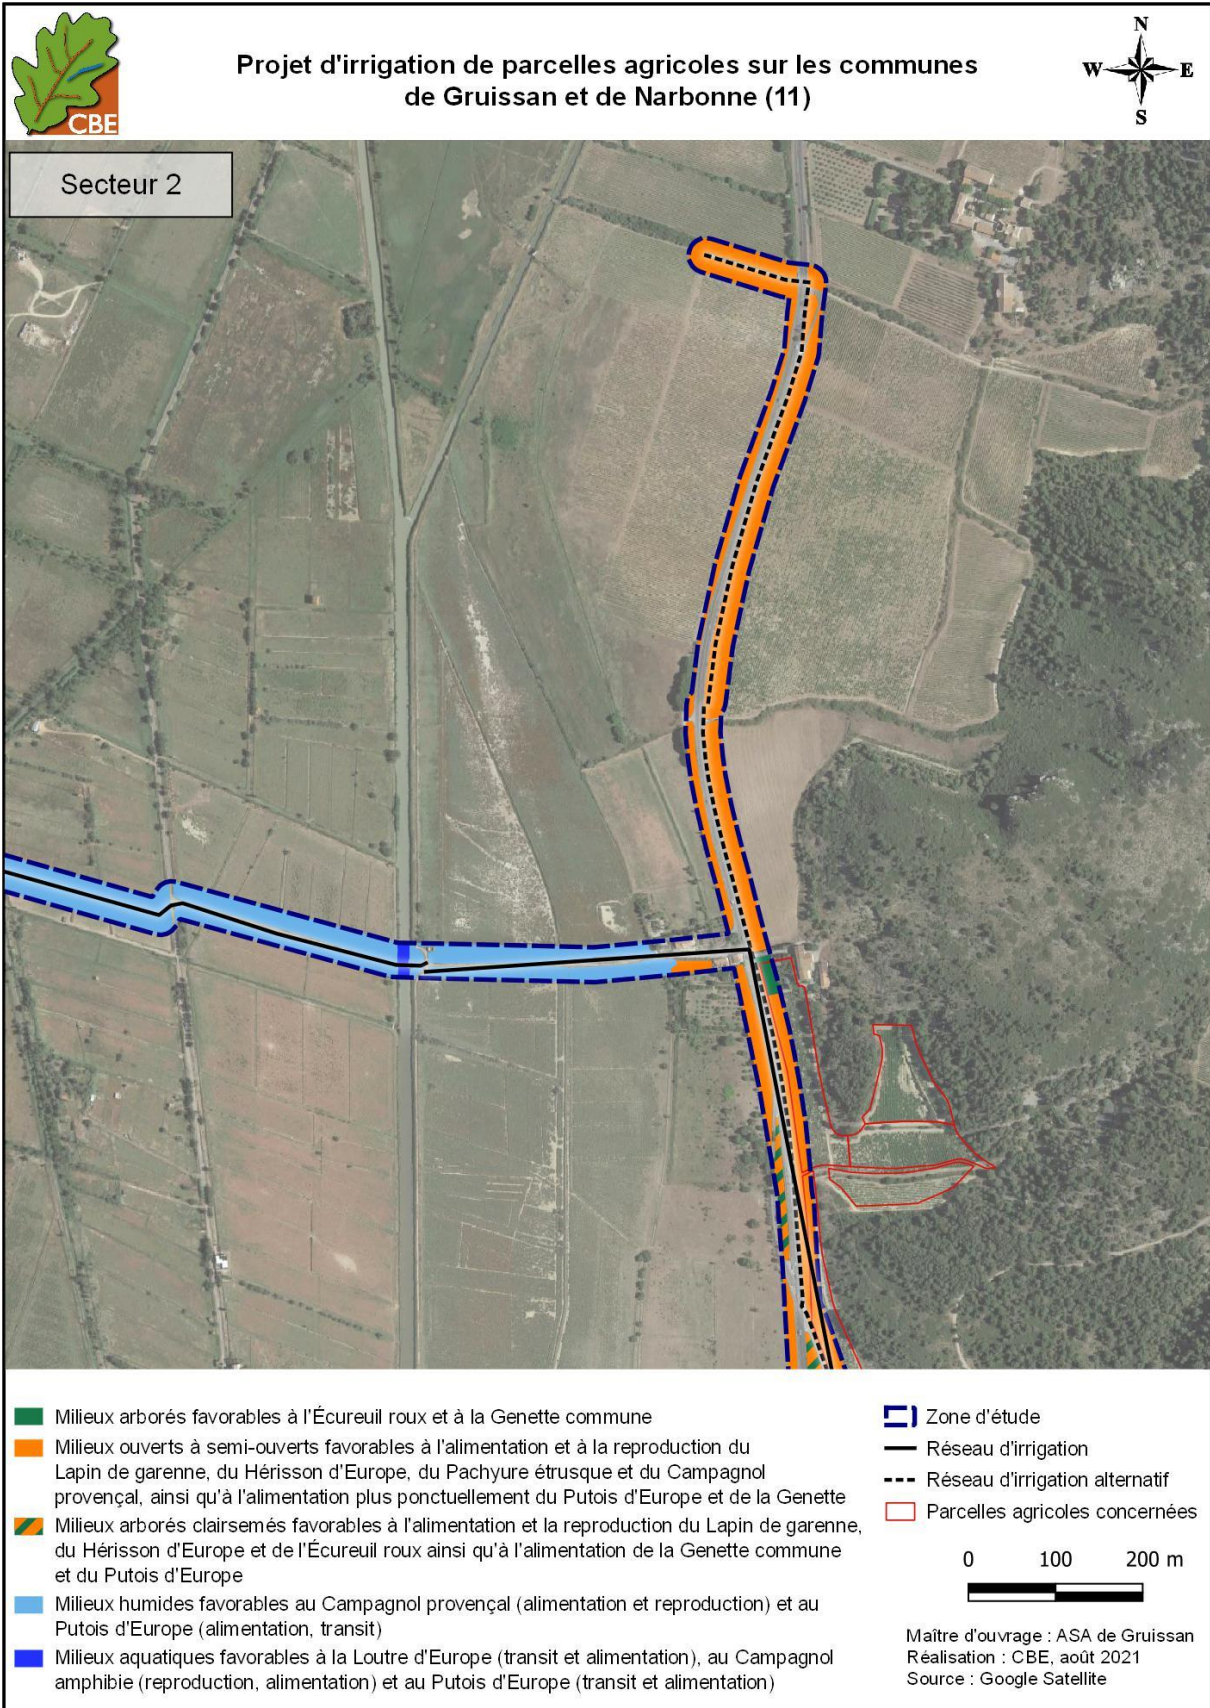 CBE
Projet d'irrigation de parcelles agricoles sur les communes
de Gruissan et de Narbonne (11)
N
W E
S
Secteur 2
Milieux arborés favorables à l'Écureuil roux et à la Genette commune
Milieux ouverts à semi-ouverts favorables à l'alimentation et à la reproduction du
Lapin de garenne, du Hérisson d'Europe, du Pachyure étrusque et du Campagnol
provençal, ainsi qu'à l'alimentation plus ponctuellement du Putois d'Europe et de la Genette
Milieux arborés clairsemés favorables à l'alimentation et la reproduction du Lapin de garenne,
du Hérisson d'Europe et de l'Écureuil roux ainsi qu'à l'alimentation de la Genette commune
et du Putois d'Europe
Milieux humides favorables au Campagnol provençal (alimentation et reproduction) et au
Putois d'Europe (alimentation, transit)
Milieux aquatiques favorables à la Loutre d'Europe (transit et alimentation), au Campagnol
amphibie (reproduction, alimentation) et au Putois d'Europe (transit et alimentation)
Zone d'étude
Réseau d'irrigation
Réseau d'irrigation alternatif
Parcelles agricoles concernées
0 100 200 m
Maître d'ouvrage : ASA de Gruissan
Réalisation : CBE, août 2021
Source : Google Satellite